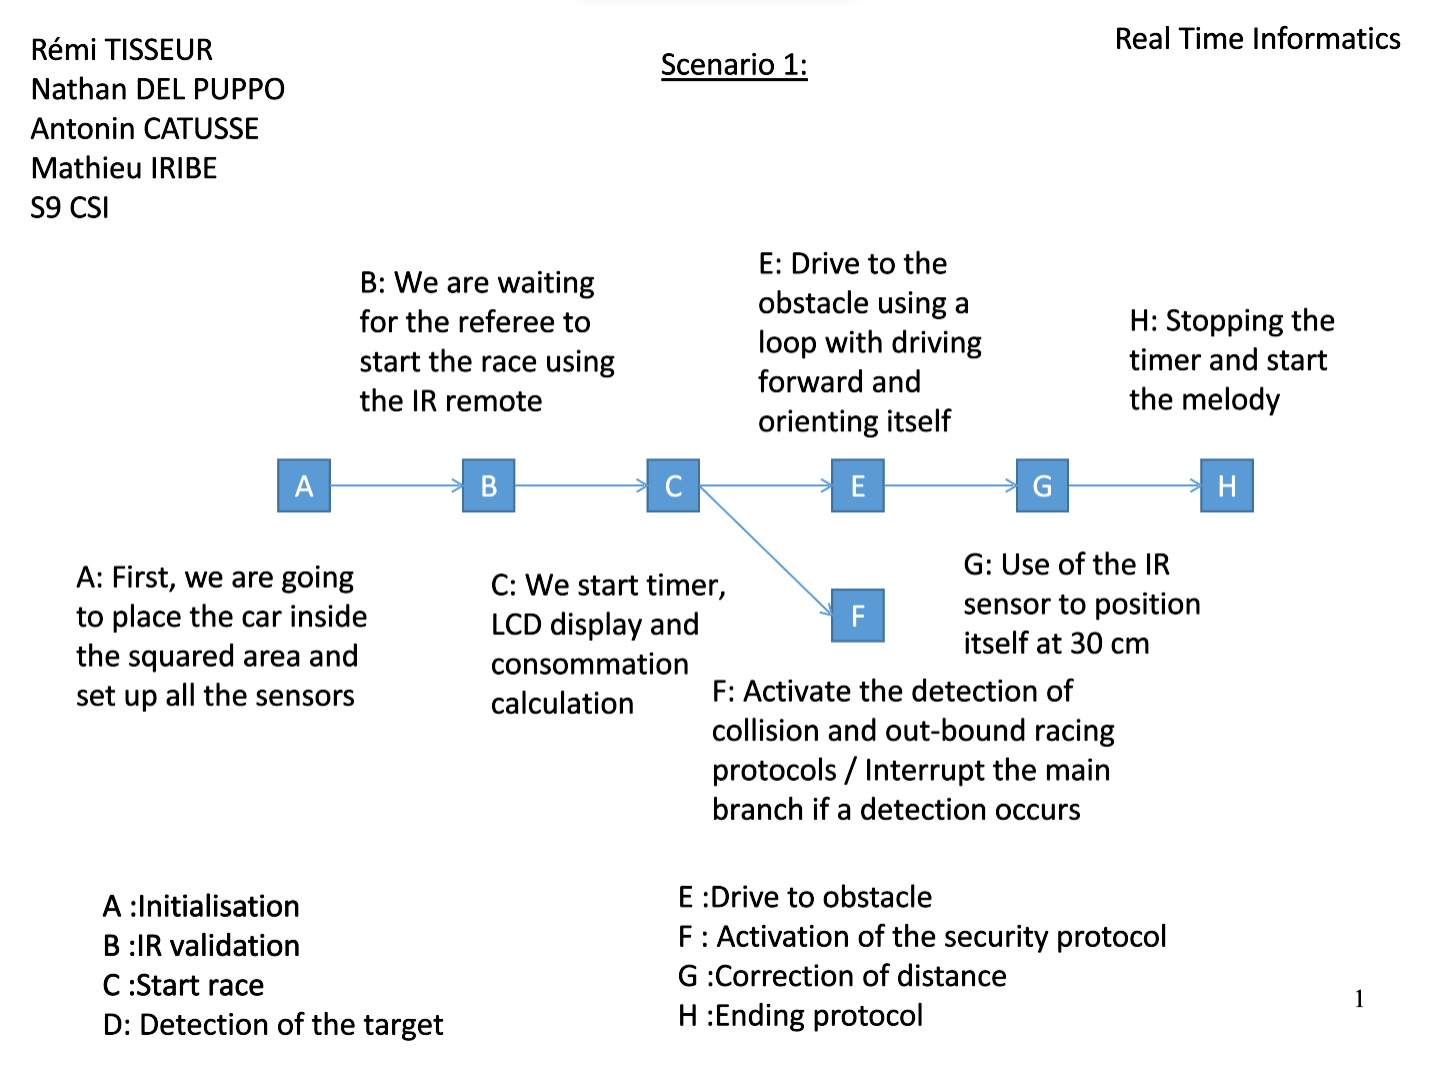 Rémi TISSEUR
Nathan DEL PUPPO
Antonin CATUSSE
Mathieu IRIBE
S9 CSI
Scenario 1:
Real Time Informatics
B: We are waiting
for the referee to
start the race using
the IR remote
E: Drive to the
obstacle using a
loop with driving
forward and
orienting itself
H: Stopping the
timer and start
the melody
A
B
C
E
G
H
F
A: First, we are going
to place the car inside
the squared area and
set up all the sensors
C: We start timer,
LCD display and
consommation
calculation
G: Use of the IR
sensor to position
itself at 30 cm
F: Activate the detection of
collision and out-bound racing
protocols / Interrupt the main
branch if a detection occurs
A :Initialisation
B :IR validation
C :Start race
D: Detection of the target
E :Drive to obstacle
F : Activation of the security protocol
G :Correction of distance
H :Ending protocol
1